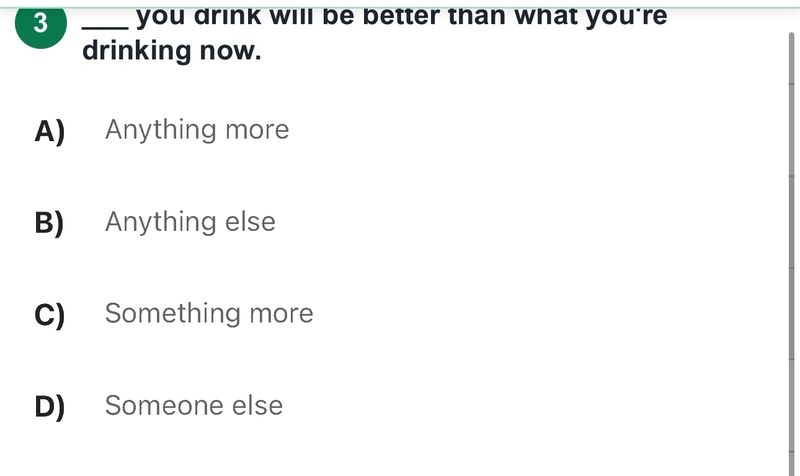 3 ___ you drink will be better than what you're
drinking now.
A) Anything more
B) Anything else
C) Something more
D) Someone else